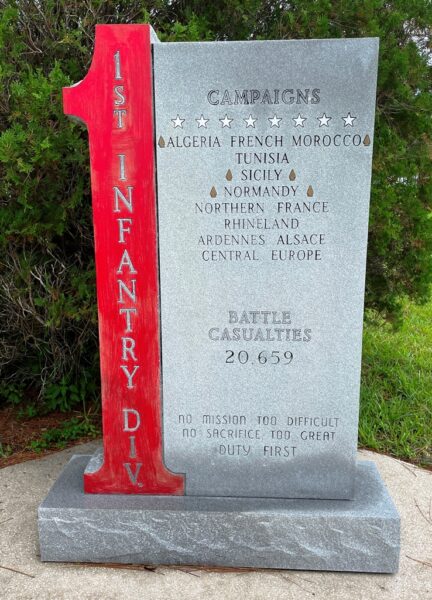 1ST INFANTRY DIV.
CAMPAIGNS
ALGERIA FRENCH MOROCCO
TUNISIA
SICILY
NORMANDY
NORTHERN FRANCE
RHINELAND
ARDENNES ALSACE
CENTRAL EUROPE
BATTLE
CASUALTIES
20,659
NO MISSION TOO DIFFICULT
NO SACRIFICE TOO GREAT
DUTY FIRST